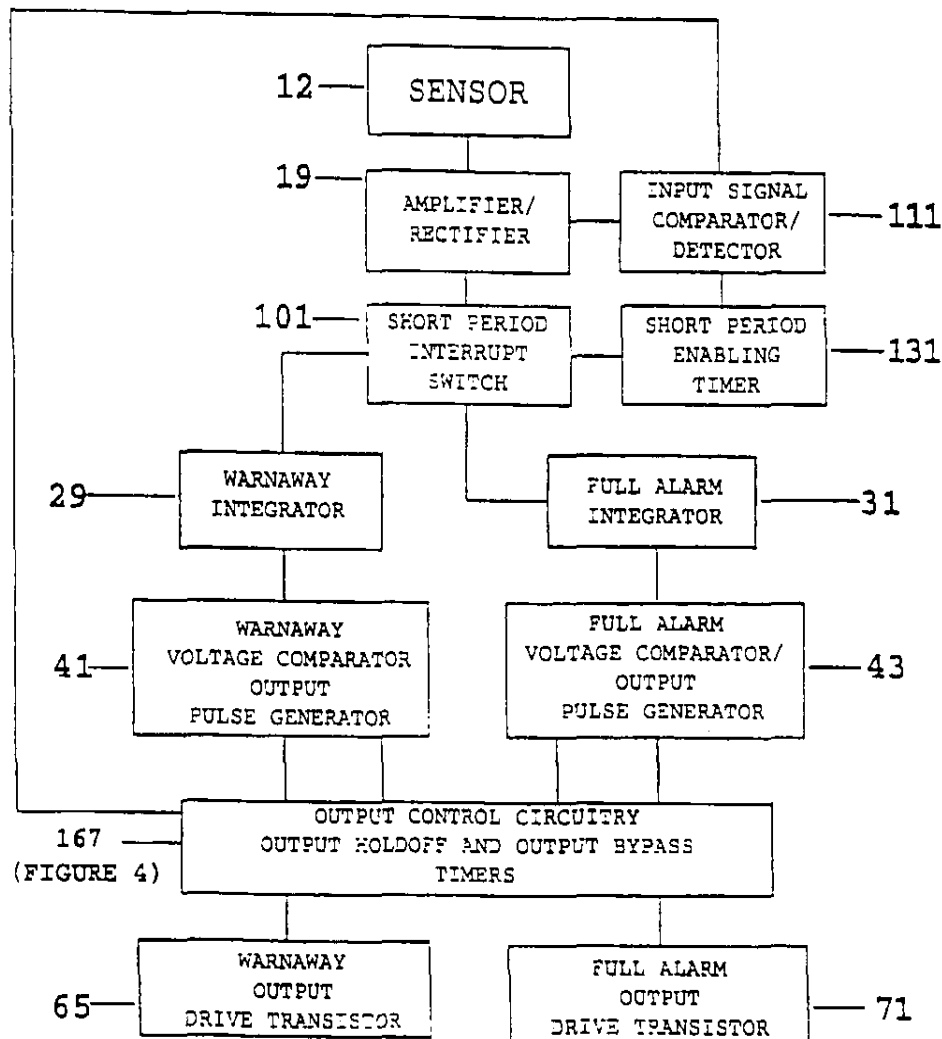 12
SENSOR
19
AMPLIFIER/
RECTIFIER
INPUT SIGNAL
COMPARATOR/
DETECTOR
111
101
SHORT PERIOD
INTERRUPT
SWITCH
SHORT PERIOD
ENABLING
TIMER
131
29
WARNAWAY
INTEGRATOR
FULL ALARM
INTEGRATOR
31
41
WARNAWAY
VOLTAGE COMPARATOR
OUTPUT
PULSE GENERATOR
FULL ALARM
VOLTAGE COMPARATOR/
OUTPUT
PULSE GENERATOR
43
167
(FIGURE 4)
OUTPUT CONTROL CIRCUITRY
OUTPUT HOLDOFF AND OUTPUT BYPASS
TIMERS
65
WARNAWAY
OUTPUT
DRIVE TRANSISTOR
FULL ALARM
OUTPUT
DRIVE TRANSISTOR
71